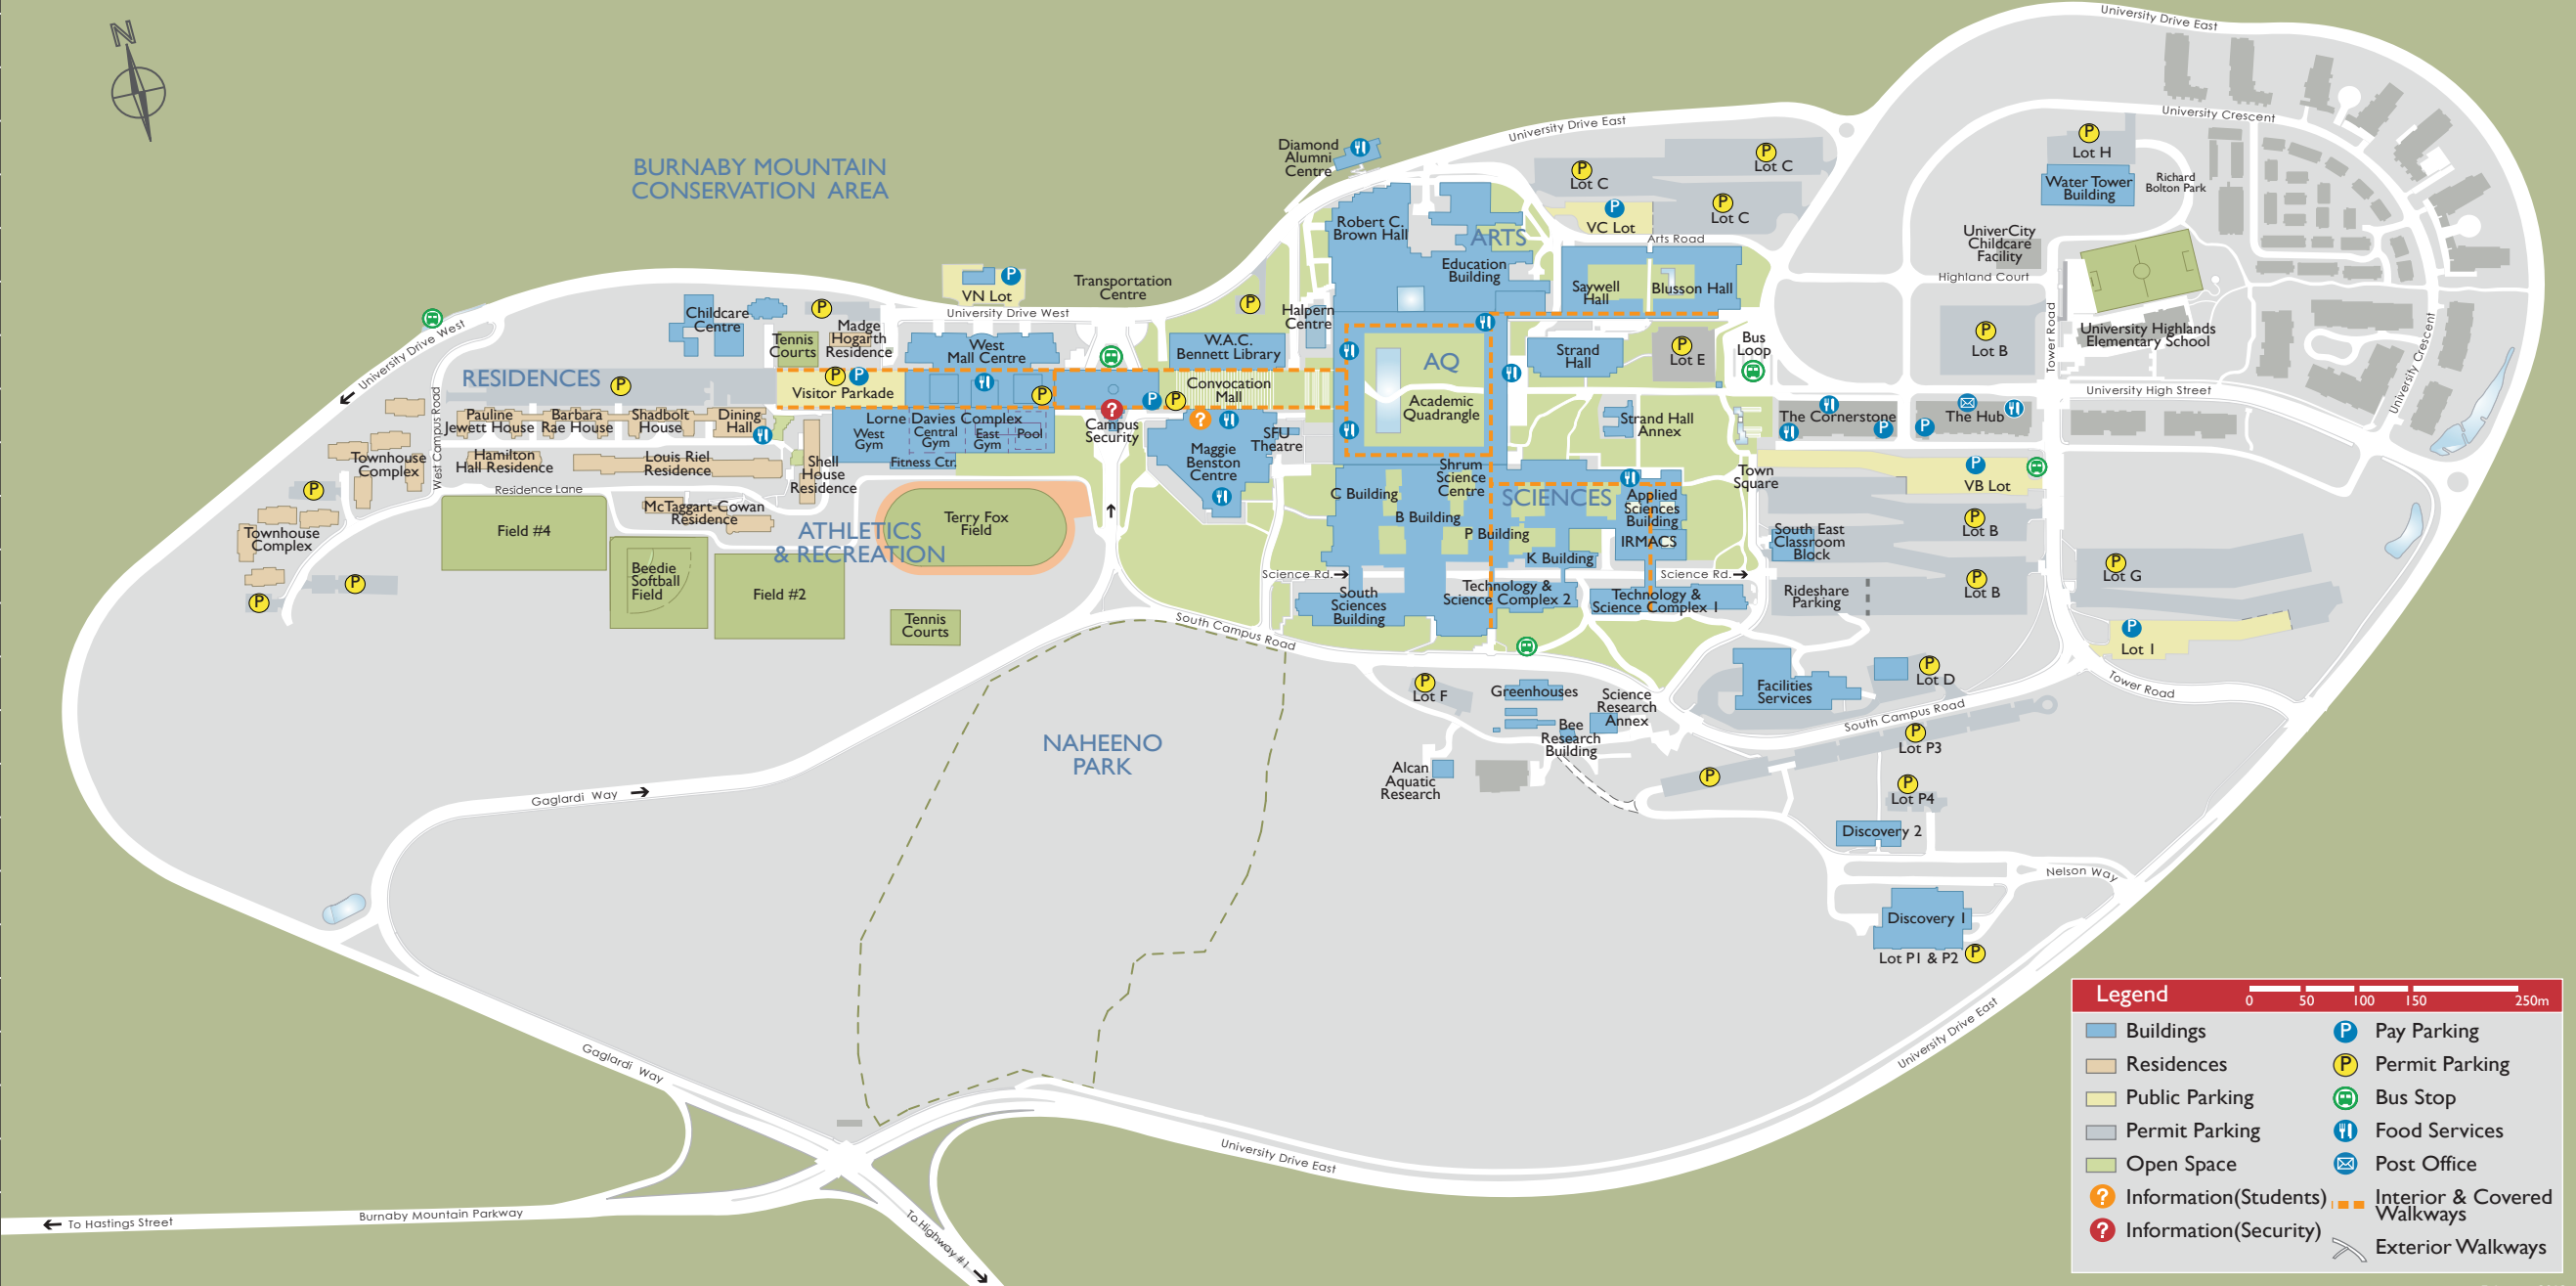 N
University Drive East
BURNABY MOUNTAIN
CONSERVATION AREA
University Drive East
University Crescent
Diamond
Alumni
Centre
P
Lot C
P
Lot C
P
Lot C
P
VC Lot
Arts Road
P
Lot H
Water Tower
Building
Richard
Bolton Park
Robert C.
Brown Hall
ARTS
Education
Building
Saywell
Hall
Blusson Hall
UniverCity
Childcare
Facility
Highland Court
P
VN Lot
University Drive West
Transportation
Centre
P
Halpern
Centre
University Drive West
Childcare
Centre
P
Tennis
Courts
Madge
Hogarth
Residence
West
Mall Centre
W.A.C.
Bennett Library
AQ
Academic
Quadrangle
Strand
Hall
P
Lot E
Bus
Loop
P
Lot B
Tower Road
University Highlands
Elementary School
University Crescent
University High Street
RESIDENCES
P
P
P
Visitor Parkade
P
P
P
Convocation
Mall
West Campus Road
Pauline
Jewett House
Barbara
Rae House
Shadbolt
House
Dining
Hall
Lorne Davies Complex
West
Gym
Central
Gym
East
Gym
Pool
Fitness Ctr.
?
Campus
Security
?
Maggie
Benston
Centre
SFU
Theatre
Strand Hall
Annex
The Cornerstone
P
P
The Hub
Townhouse
Complex
Hamilton
Hall Residence
Louis Riel
Residence
Shell
House
Residence
Residence Lane
McTaggart-Cowan
Residence
P
Townhouse
Complex
P
P
Field #4
Beedie
Softball
Field
Field #2
ATHLETICS
& RECREATION
Terry Fox
Field
Tennis
Courts
Shrum
Science
Centre
C Building
B Building
P Building
K Building
SCIENCES
Applied
Sciences
Building
IRMACS
Town
Square
P
VB Lot
P
Lot B
South East
Classroom
Block
P
Lot B
Rideshare
Parking
P
Lot G
P
Lot 1
Science Rd.
Science Rd.
South
Sciences
Building
Technology &
Science Complex 2
Technology &
Science Complex 1
South Campus Road
P
Lot F
Greenhouses
Science
Research
Annex
Bee
Research
Building
Alcan
Aquatic
Research
Facilities
Services
P
Lot D
South Campus Road
Tower Road
P
Lot P3
P
P
Lot P4
Discovery 2
Nelson Way
Discovery 1
Lot P1 & P2
P
NAHEENO
PARK
Gaglardi Way
Gaglardi Way
University Drive East
University Drive East
To Hastings Street
Burnaby Mountain Parkway
To Highway #1
Legend
0 50 100 150 250m
Buildings
Residences
Public Parking
Permit Parking
Open Space
? Information(Students)
? Information(Security)
P Pay Parking
P Permit Parking
Bus Stop
Food Services
Post Office
Interior & Covered
Walkways
Exterior Walkways